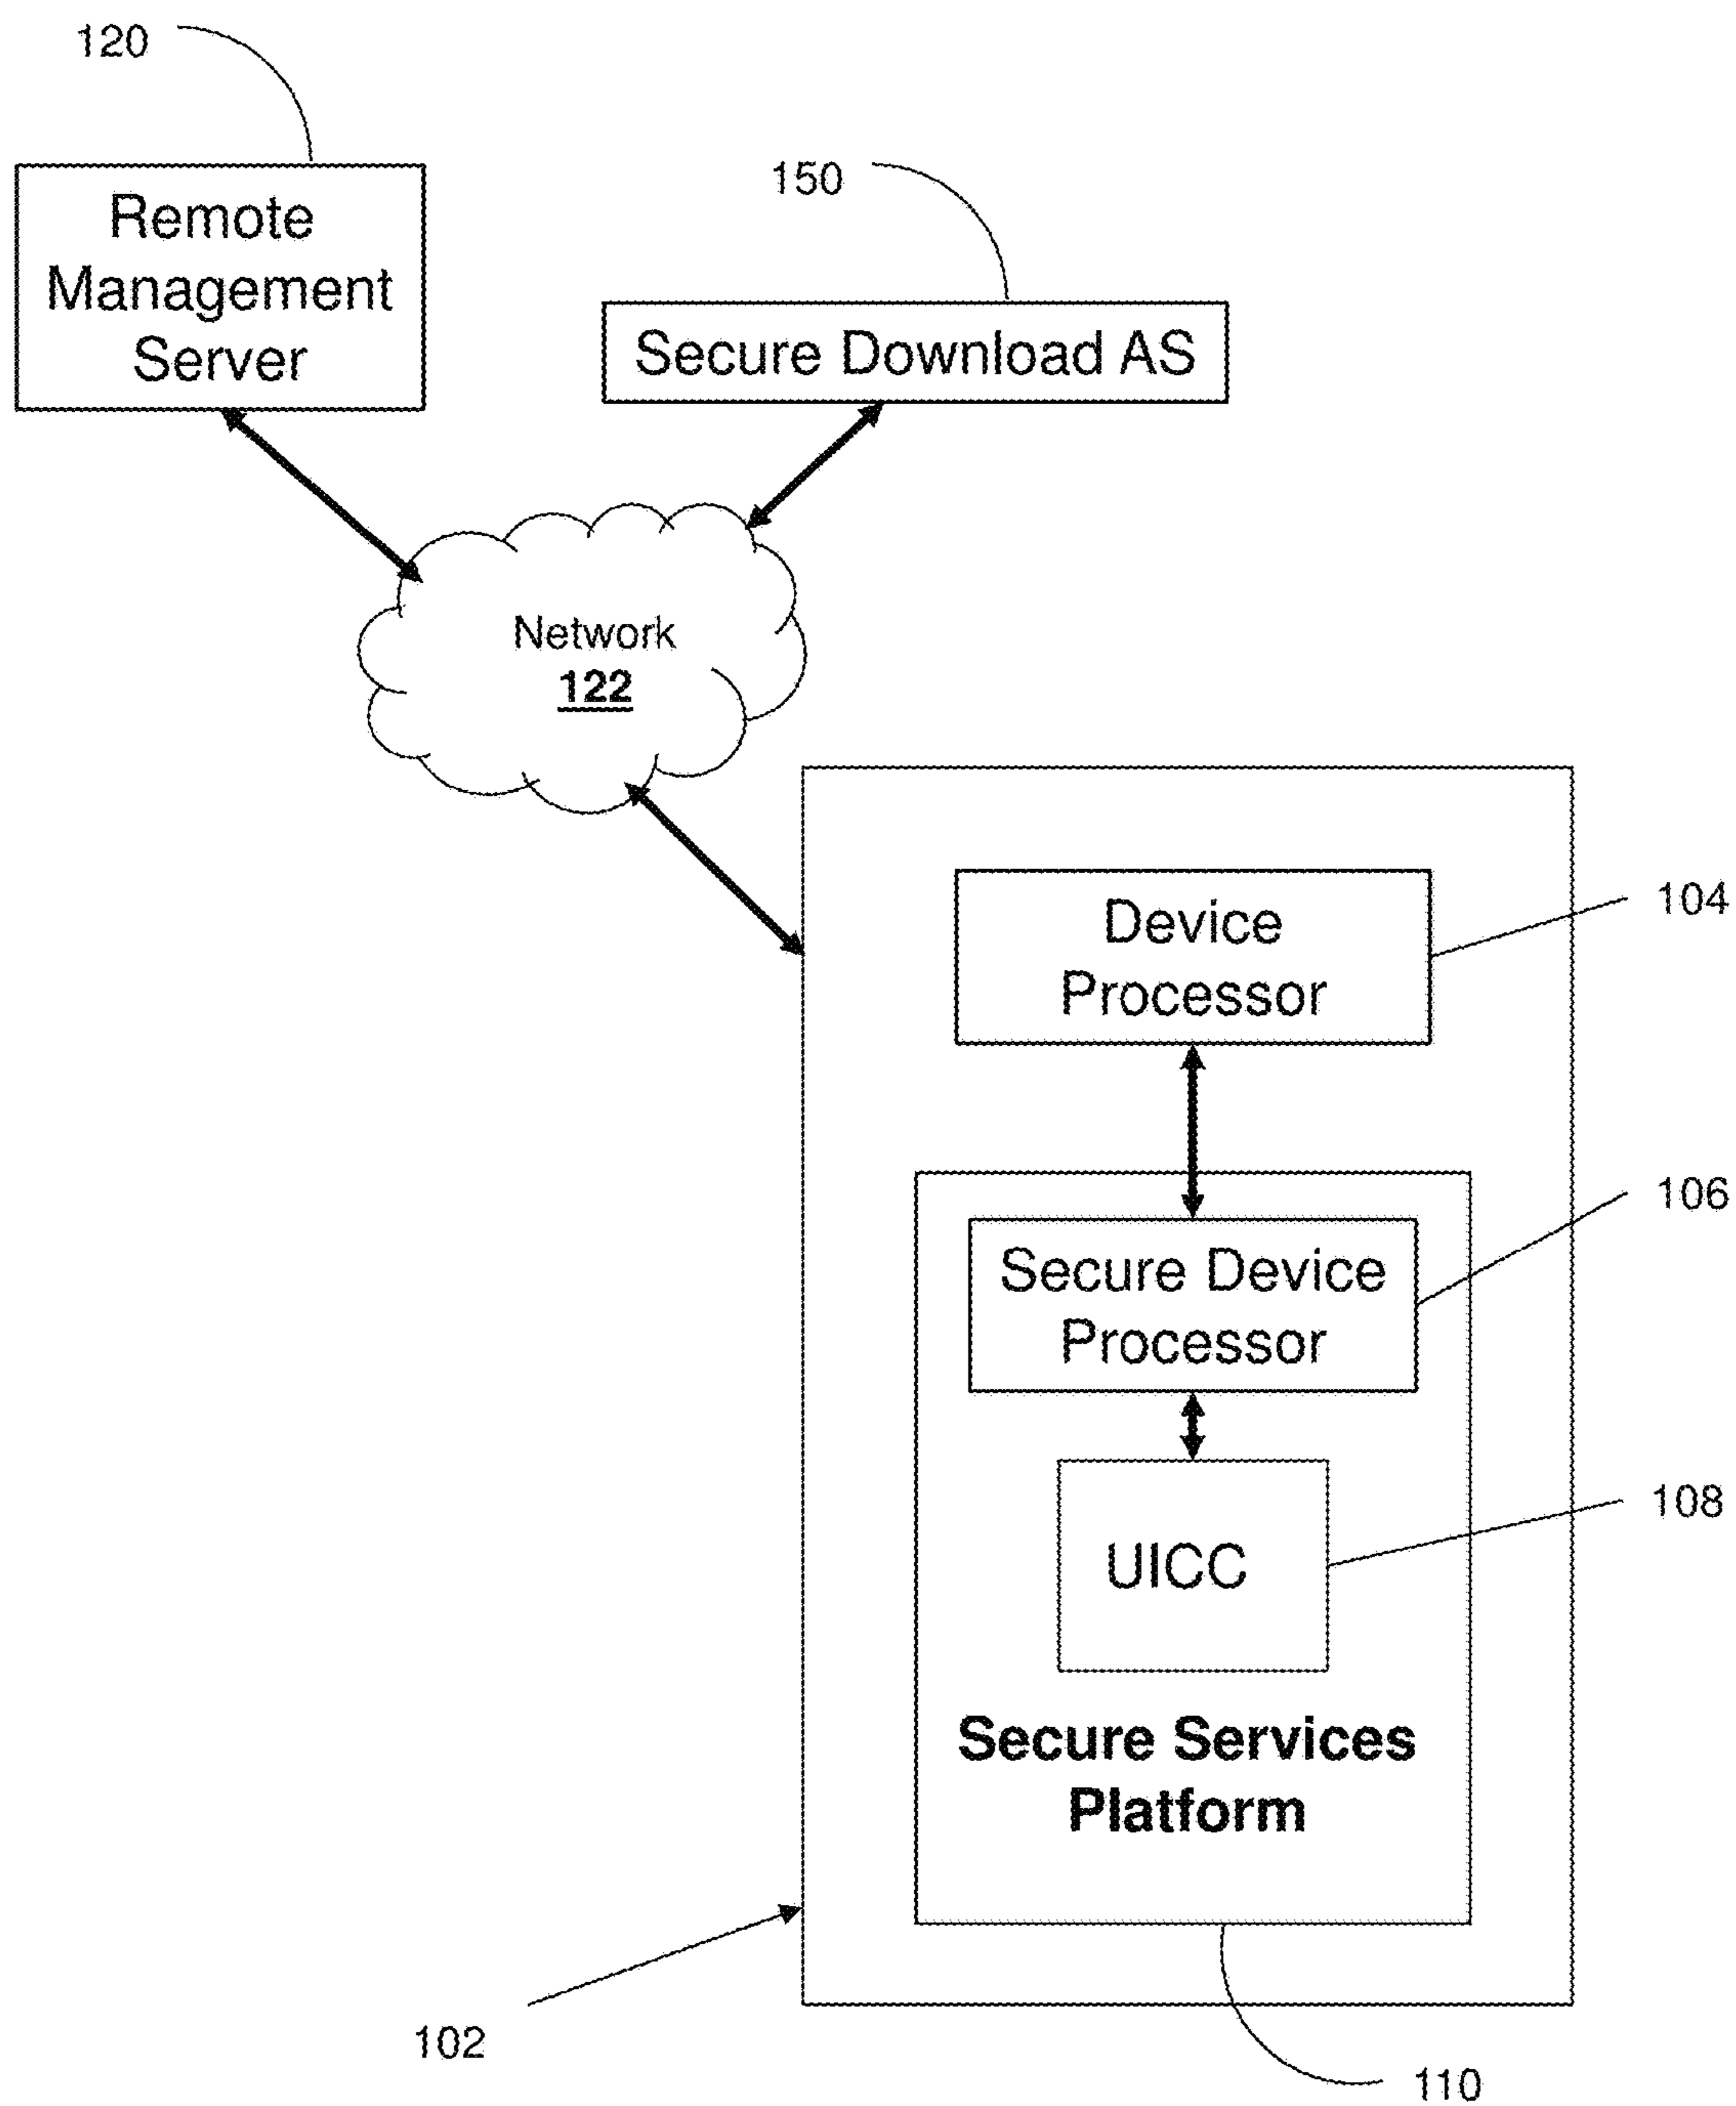 120
Remote
Management
Server
150
Secure Download AS
Network
122
Device
Processor
104
Secure Device
Processor
106
UICC
108
Secure Services
Platform
102
110